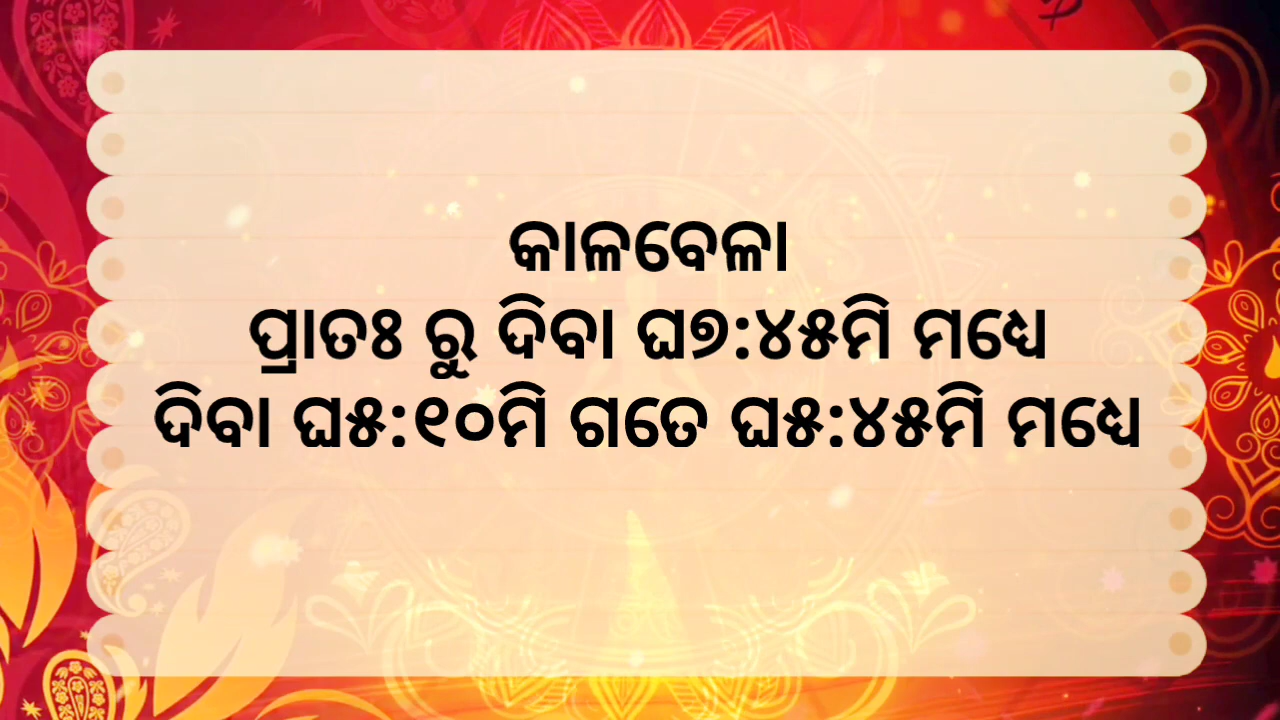 କାଳବେଳା
ପ୍ରାତଃ ରୁ ଦିବା ଘ୭:୪୫ମି ମଧ୍ୟେ
ଦିବା ଘ୫:୧୦ମି ଗତେ ଘ୫:୪୫ମି ମଧ୍ୟେ